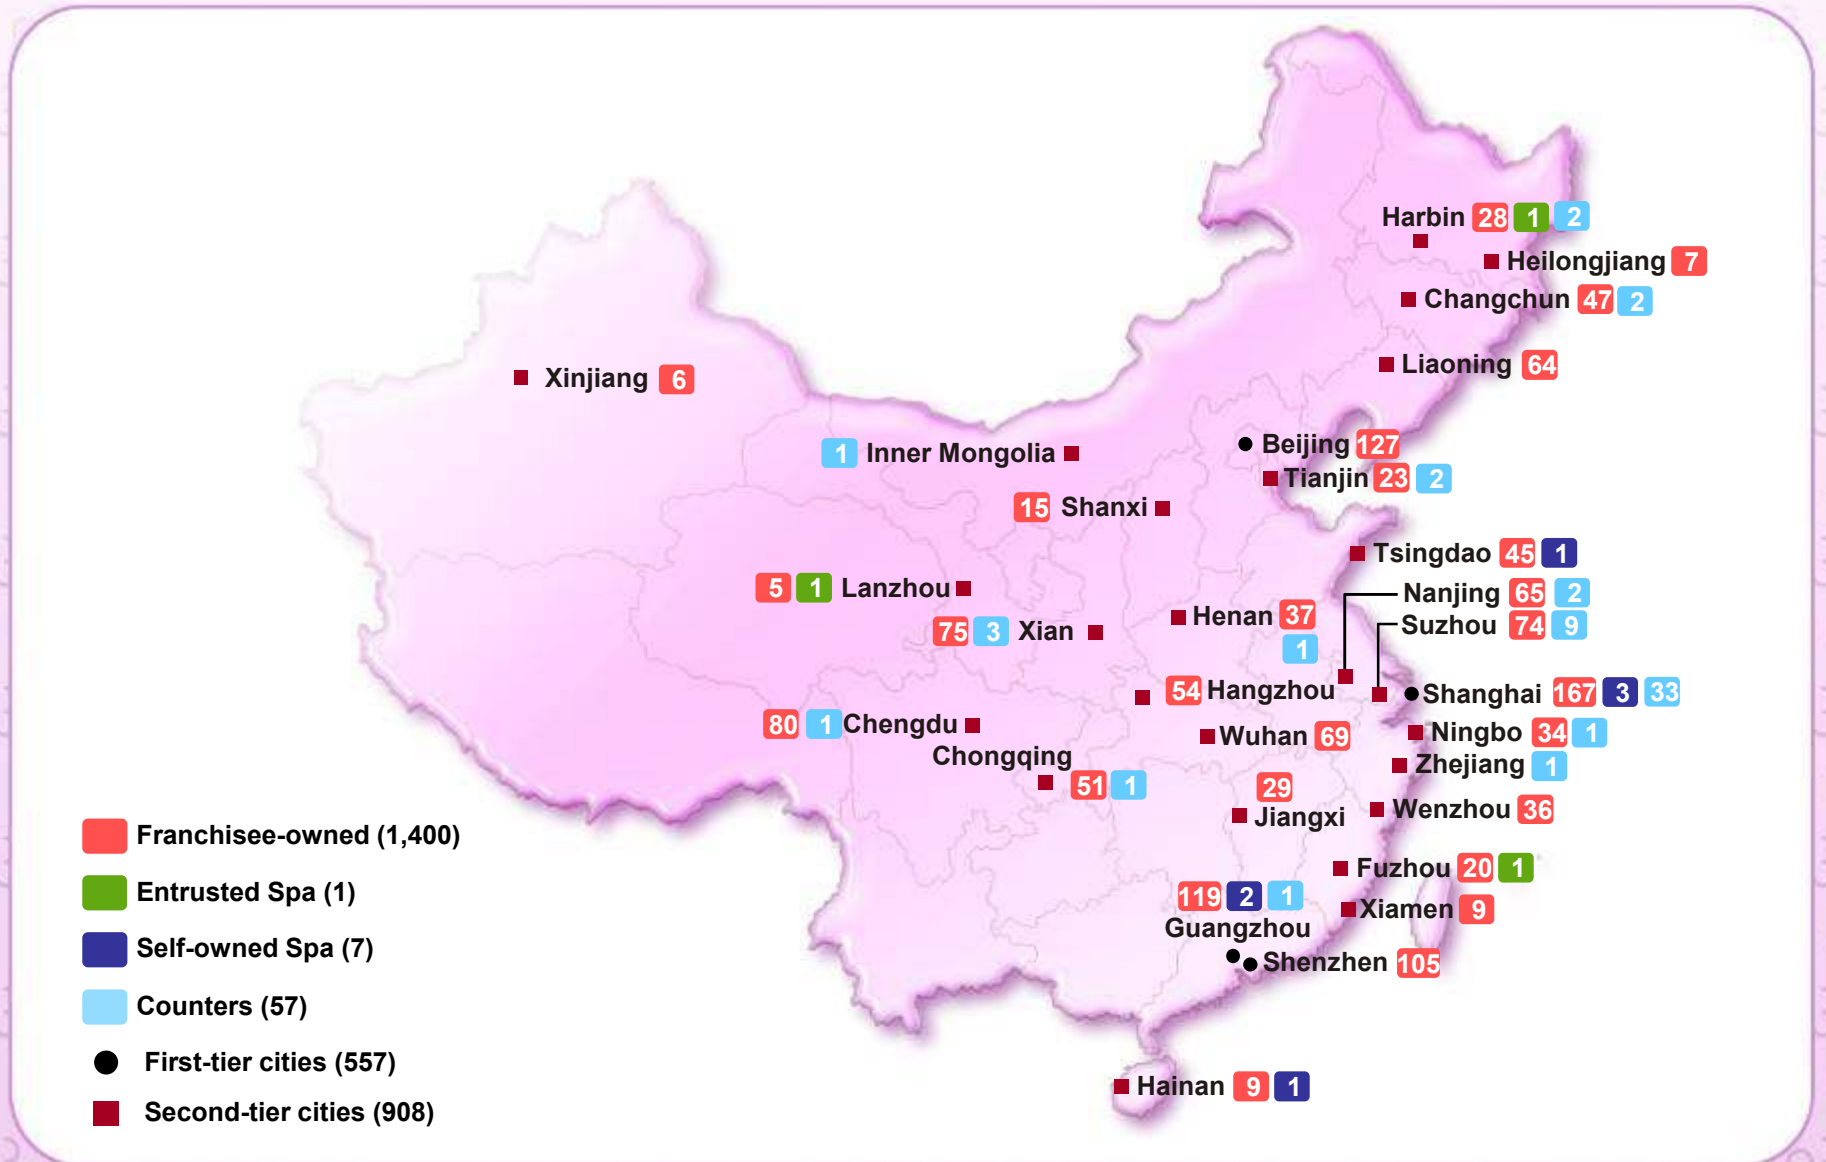 Harbin 28 1 2
Heilongjiang 7
Changchun 47 2
Liaoning 64
Xinjiang 6
Beijing 127
1 Inner Mongolia
Tianjin 23 2
15 Shanxi
Tsingdao 45 1
5 1 Lanzhou
Nanjing 65 2
Henan 37
1
Suzhou 74 9
75 3 Xian
54 Hangzhou
Shanghai 167 3 33
80 1 Chengdu
Wuhan 69
Ningbo 34 1
Chongqing
51 1
Zhejiang 1
29
Jiangxi
Wenzhou 36
Fuzhou 20 1
119 2 1
Guangzhou
Xiamen 9
Shenzhen 105
Hainan 9 1
Franchisee-owned (1,400)
Entrusted Spa (1)
Self-owned Spa (7)
Counters (57)
First-tier cities (557)
Second-tier cities (908)